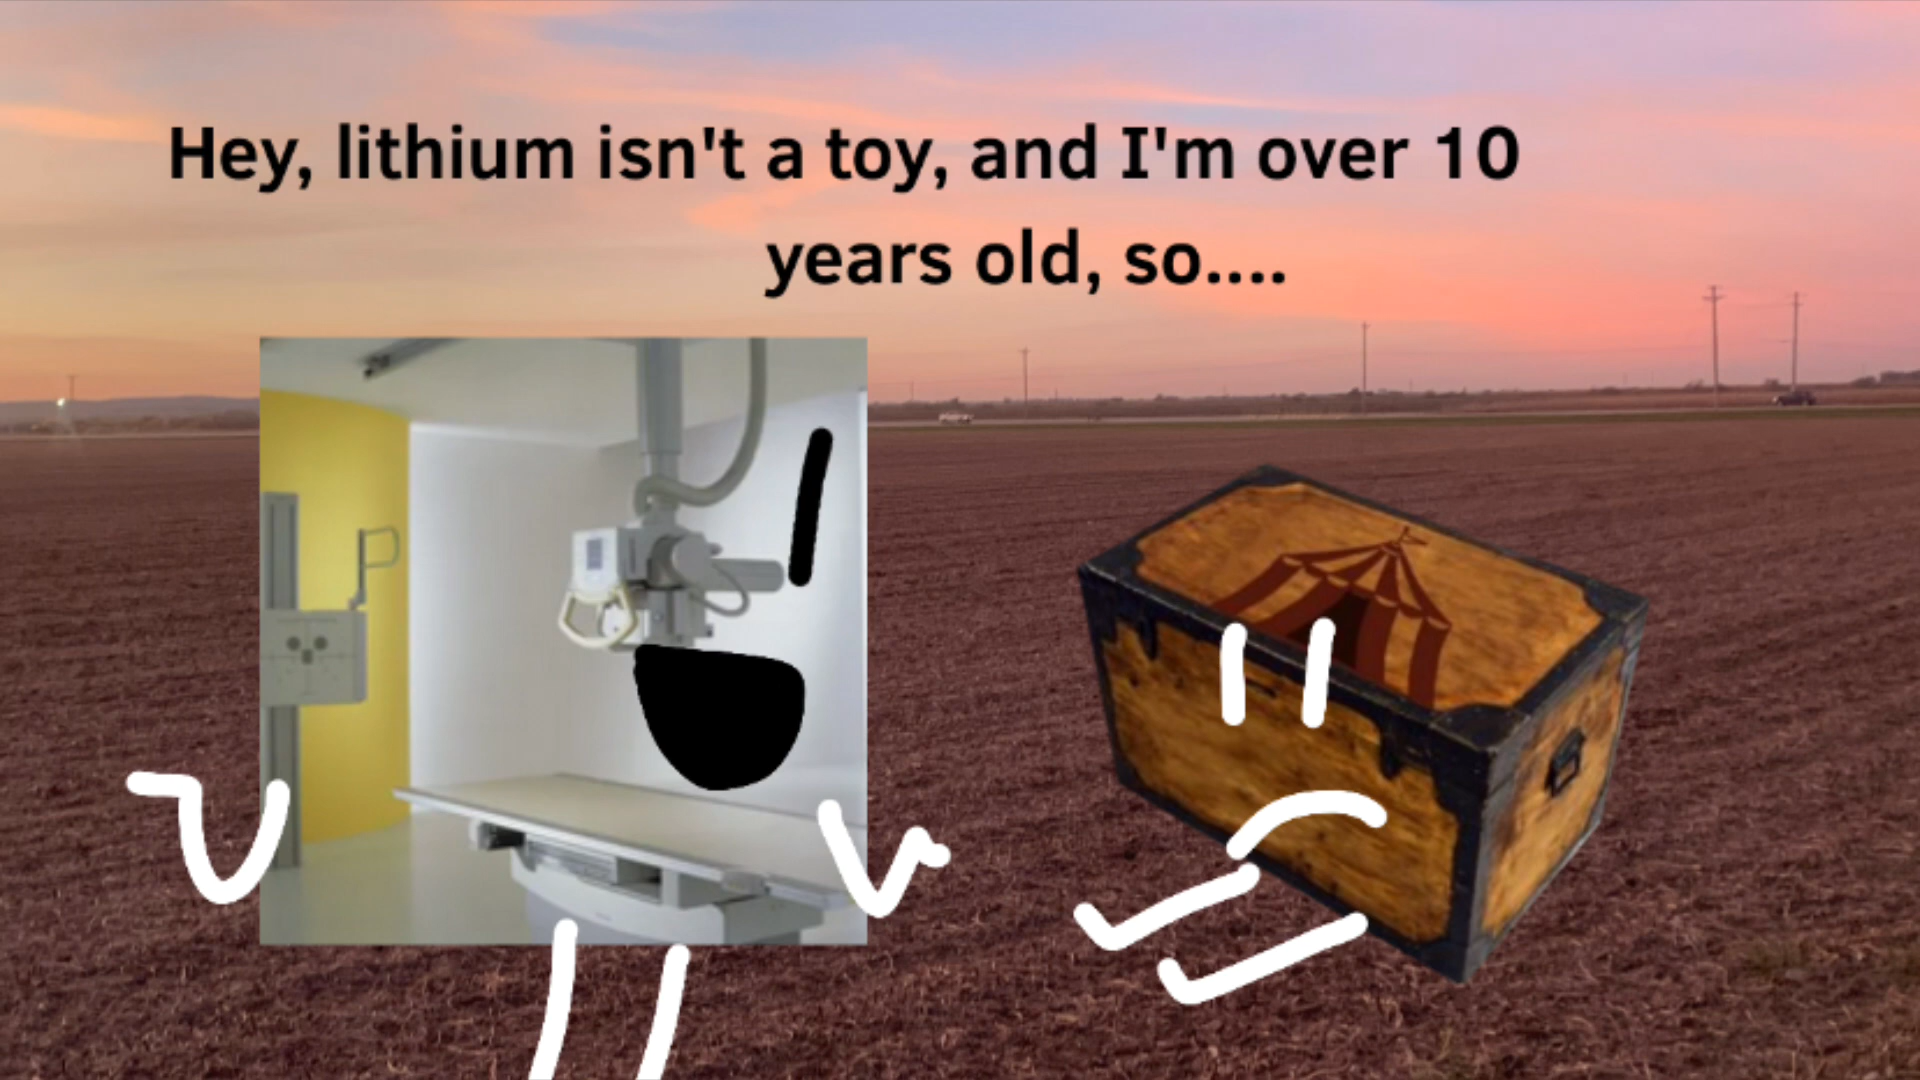 Hey, lithium isn't a toy, and I'm over 10
years old, so....